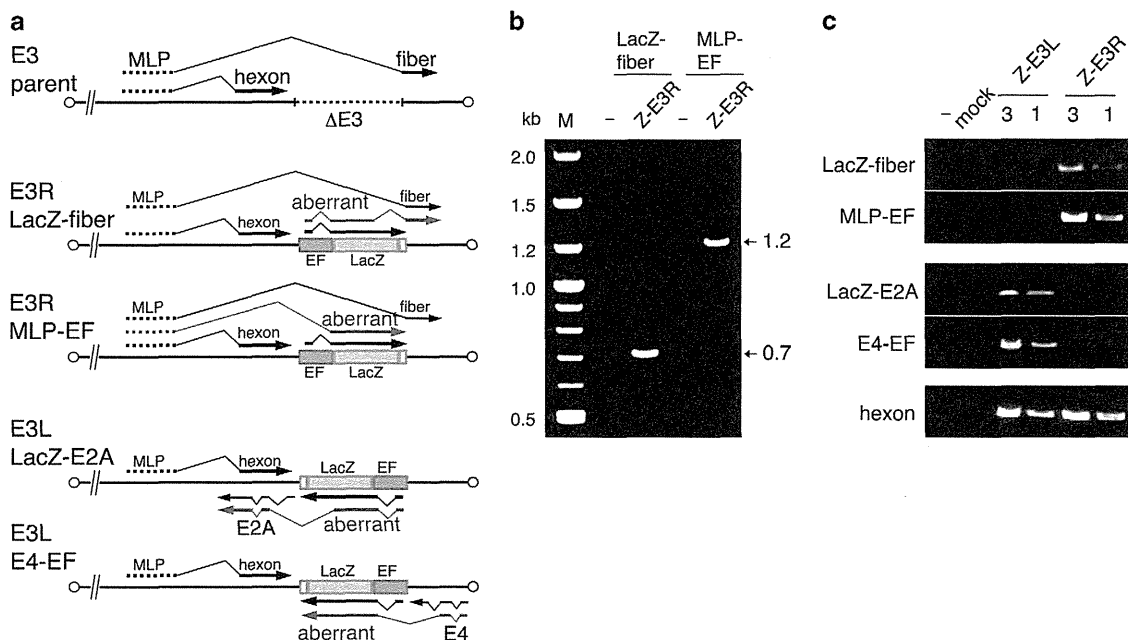 a
E3
parent
MLP
fiber
hexon
ΔE3
E3R
LacZ-fiber
MLP
fiber
aberrant
hexon
EF
LacZ
E3R
MLP-EF
MLP
fiber
aberrant
hexon
EF
LacZ
E3L
LacZ-E2A
MLP
hexon
LacZ
EF
E2A
aberrant
E3L
E4-EF
MLP
hexon
LacZ
EF
aberrant
E4
b
LacZ-
fiber
MLP-
EF
kb
M
–
Z-E3R
–
Z-E3R
2.0
1.5
1.2
1.0
0.5
1.2
0.7
c
Z-E3L
Z-E3R
–
mock
3
1
3
1
LacZ-fiber
MLP-EF
LacZ-E2A
E4-EF
hexon